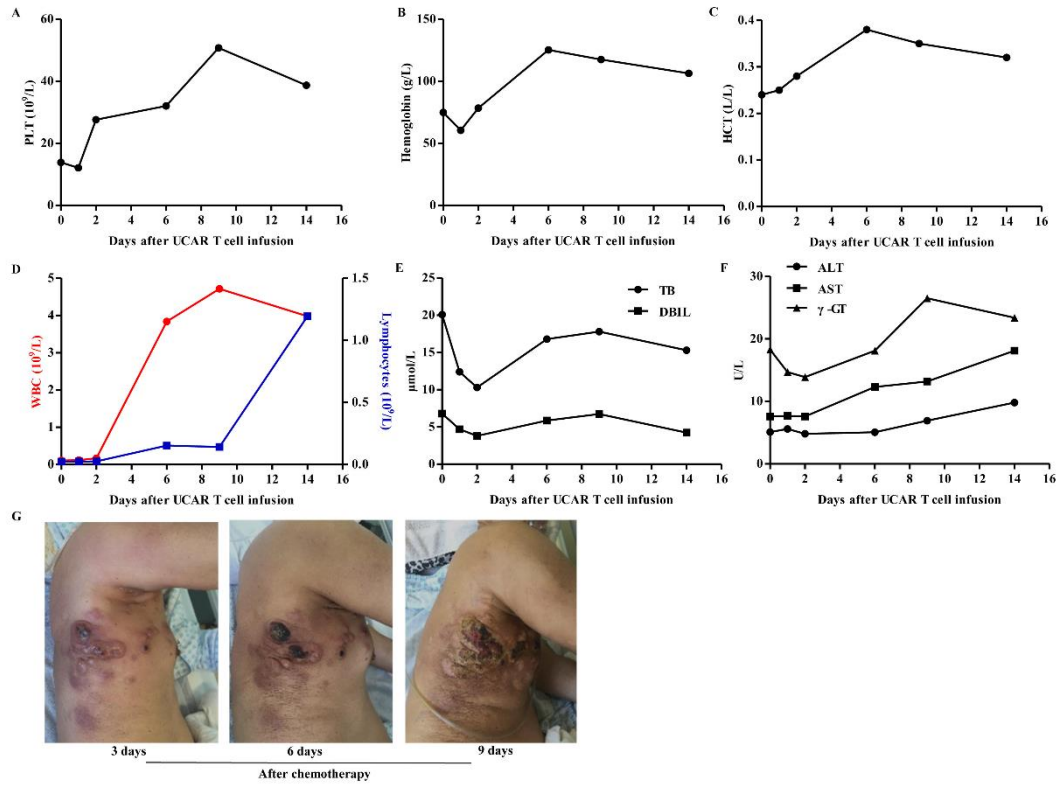 A
PLT (10^9/L)
60
40
20
0
0 2 4 6 8 10 12 14 16
Days after UCAR T cell infusion
B
Hemoglobin (g/L)
150
100
50
0
0 2 4 6 8 10 12 14 16
Days after UCAR T cell infusion
C
HCT (L/L)
0.4
0.3
0.2
0.1
0.0
0 2 4 6 8 10 12 14 16
Days after UCAR T cell infusion
D
WBC (10^9/L)
5
4
3
2
1
0
1.5
1.0
0.5
0.0
Lymphocytes (10^9/L)
0 2 4 6 8 10 12 14 16
Days after UCAR T cell infusion
E
μmol/L
25
20
15
10
5
0
TB
DBIL
0 2 4 6 8 10 12 14 16
Days after UCAR T cell infusion
F
U/L
ALT
AST
γ-GT
30
20
10
0
0 2 4 6 8 10 12 14 16
Days after UCAR T cell infusion
G
3 days 6 days 9 days
After chemotherapy